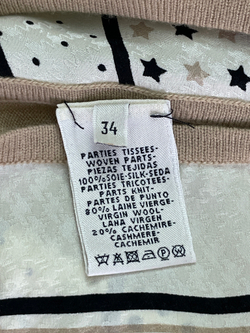 34
PARTIES TISSEES-
WOVEN PARTS-
PIEZAS TEJIDAS
100%SOIE-SILK-SEDA
PARTIES TRICOTEES-
PARTS KNIT-
PARTES DE PUNTO
80% LAINE VIERGE-
VIRGIN WOOL-
LANA VIRGEN
20% CACHEMIRE-
CASHMERE-
CACHEMIR